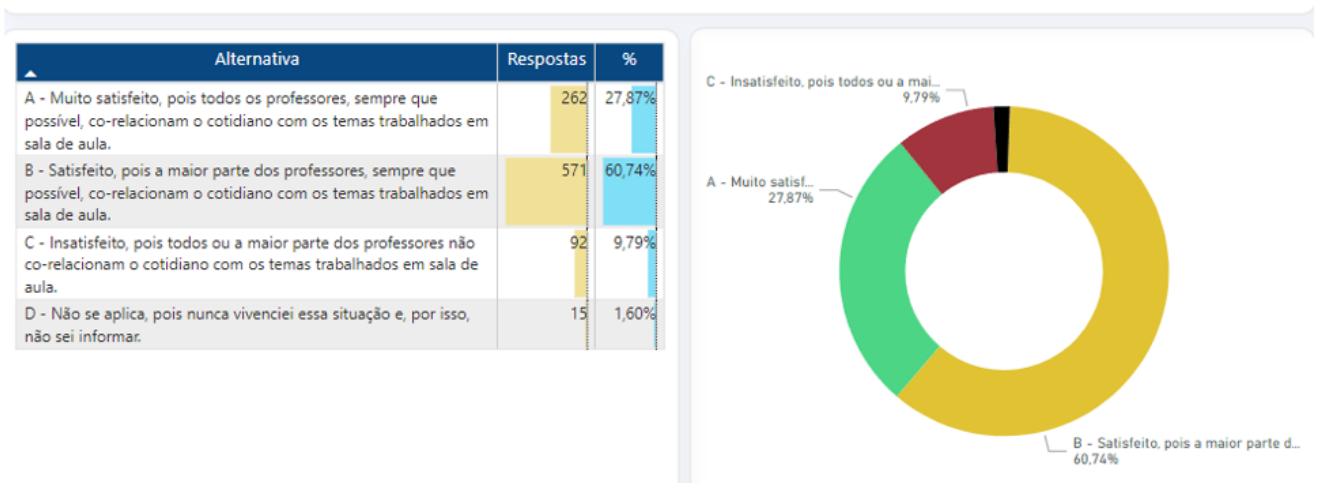 Alternativa Respostas %
A - Muito satisfeito, pois todos os professores, sempre que
possível, co-relacionam o cotidiano com os temas trabalhados em
sala de aula.
262 27,87%
B - Satisfeito, pois a maior parte dos professores, sempre que
possível, co-relacionam o cotidiano com os temas trabalhados em
sala de aula.
571 60,74%
C - Insatisfeito, pois todos ou a maior parte dos professores não
co-relacionam o cotidiano com os temas trabalhados em sala de
aula.
92 9,79%
D - Não se aplica, pois nunca vivenciei essa situação e, por isso,
não sei informar.
15 1,60%
C - Insatisfeito, pois todos ou a mai...
9,79%
A - Muito satisf...
27,87%
B - Satisfeito, pois a maior parte d...
60,74%